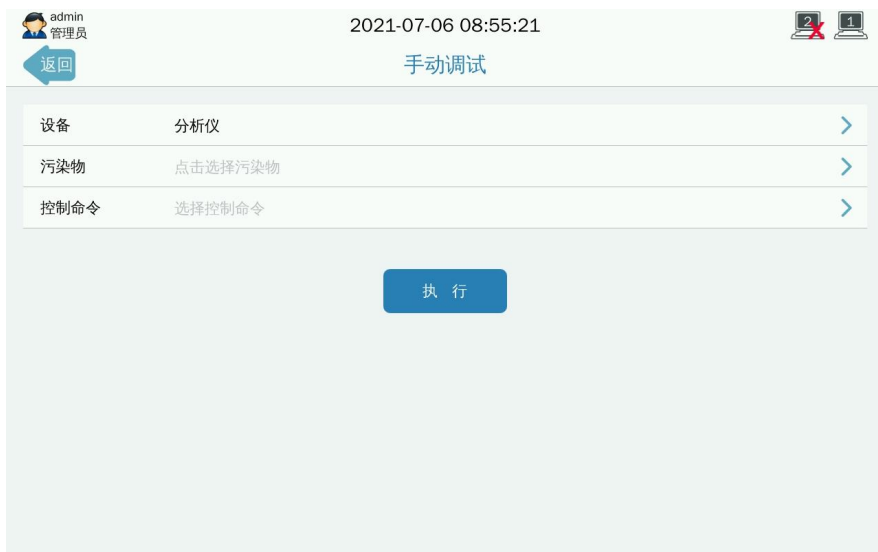 admin
管理员
2021-07-06 08:55:21
2
1
返回
手动调试
设备
分析仪
污染物
点击选择污染物
控制命令
选择控制命令
执 行